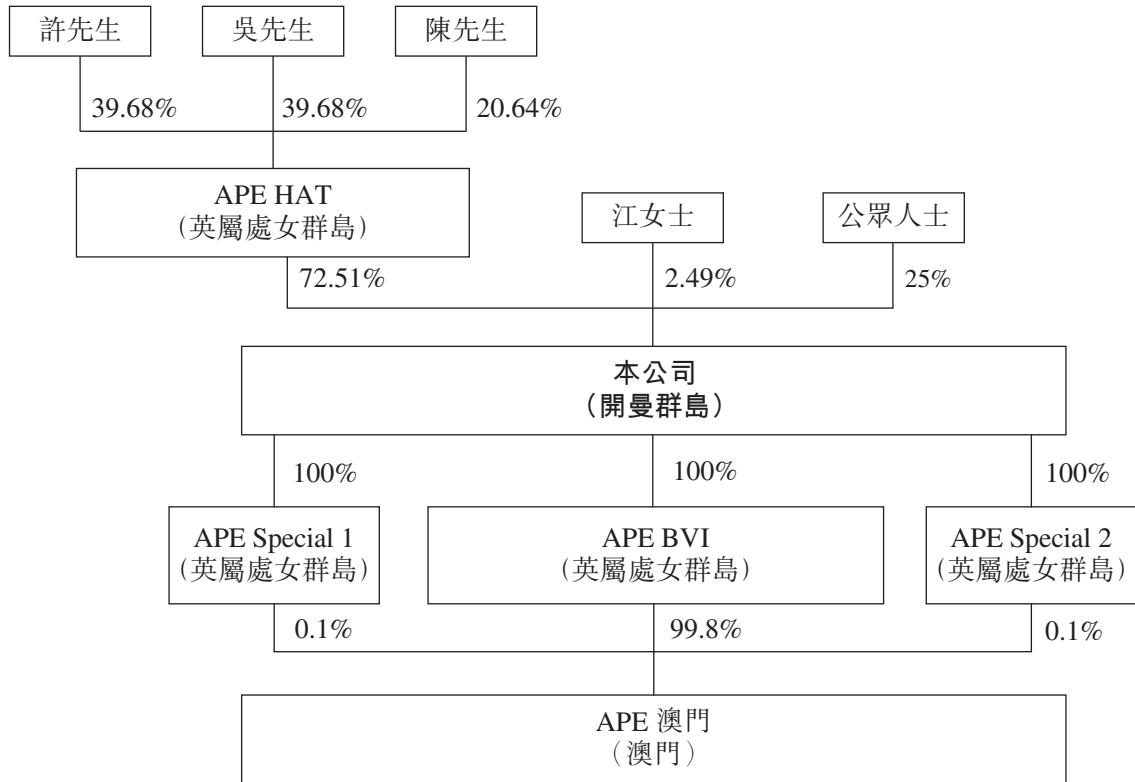 許先生
吳先生
陳先生
39.68%
39.68%
20.64%
APE HAT
(英屬處女群島)
江女士
公眾人士
72.51%
2.49%
25%
本公司
(開曼群島)
100%
100%
100%
APE Special 1
(英屬處女群島)
APE BVI
(英屬處女群島)
APE Special 2
(英屬處女群島)
0.1%
99.8%
0.1%
APE 澳門
(澳門)